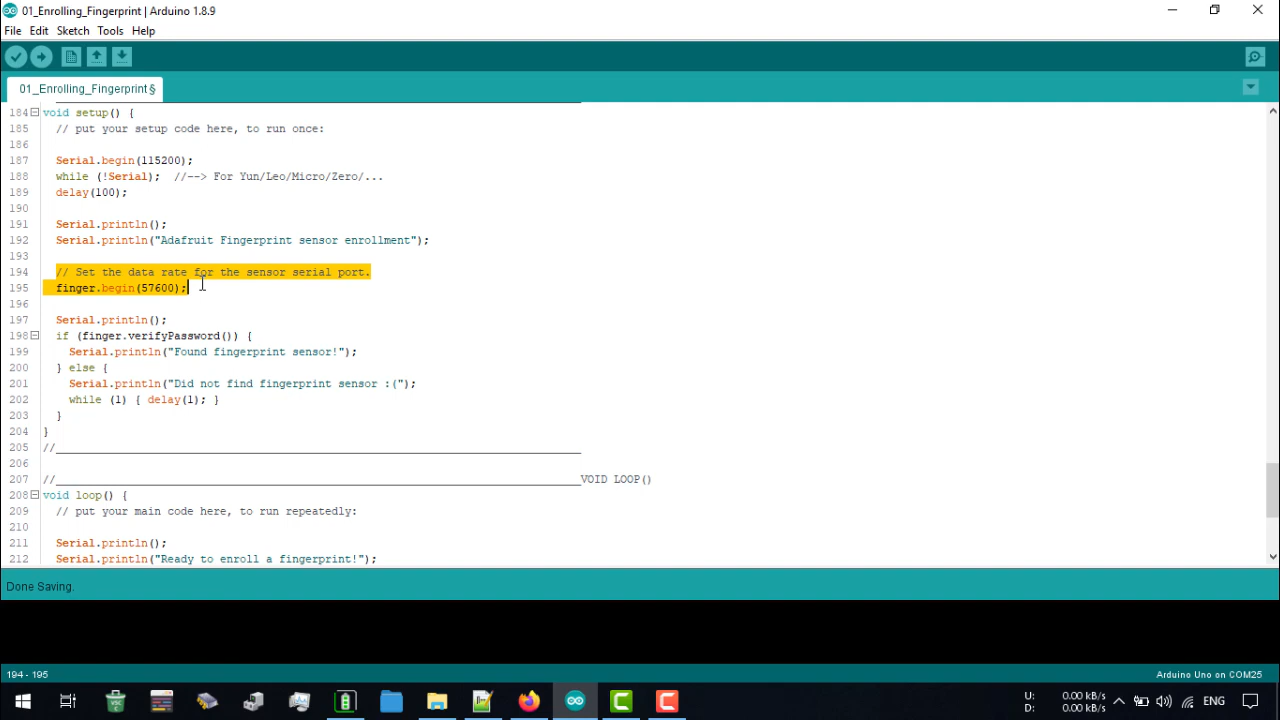 01_Enrolling_Fingerprint | Arduino 1.8.9
File Edit Sketch Tools Help
01_Enrolling_Fingerprint§
184 void setup() {
185 // put your setup code here, to run once:
186
187 Serial.begin(115200);
188 while (!Serial); //--> For Yun/Leo/Micro/Zero/...
189 delay(100);
190
191 Serial.println();
192 Serial.println("Adafruit Fingerprint sensor enrollment");
193
194 // Set the data rate for the sensor serial port.
195 finger.begin(57600);
196
197 Serial.println();
198 if (finger.verifyPassword()) {
199 Serial.println("Found fingerprint sensor!");
200 } else {
201 Serial.println("Did not find fingerprint sensor :(");
202 while (1) { delay(1); }
203 }
204 }
205 //________________________________________________________________________________
206
207 //________________________________________________________________________________VOID LOOP()
208 void loop() {
209 // put your main code here, to run repeatedly:
210
211 Serial.println();
212 Serial.println("Ready to enroll a fingerprint!");
Done Saving.
194 - 195
Arduino Uno on COM25
U: 0.00 kB/s
D: 0.00 kB/s
ENG